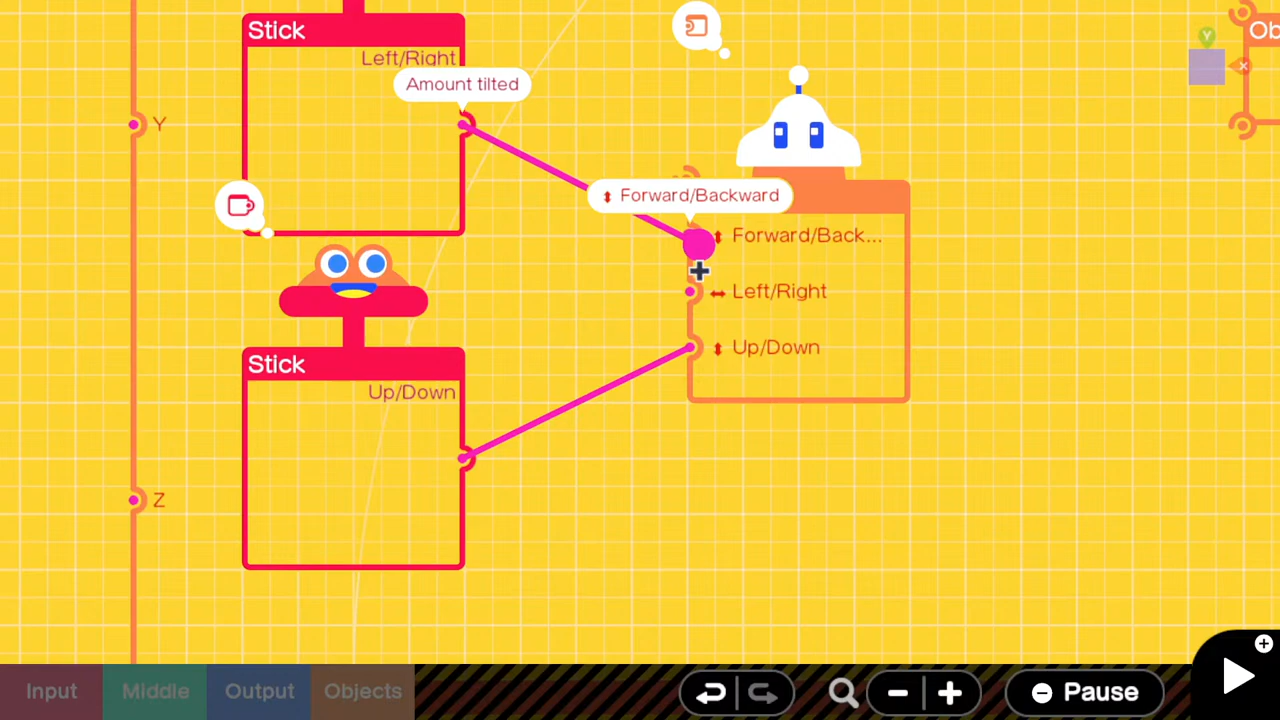 Stick
Left/Right
Amount tilted
Y
Forward/Backward
Forward/Back...
Left/Right
Up/Down
Stick
Up/Down
Z
Y
X
Ob
Input
Middle
Output
Objects
Pause